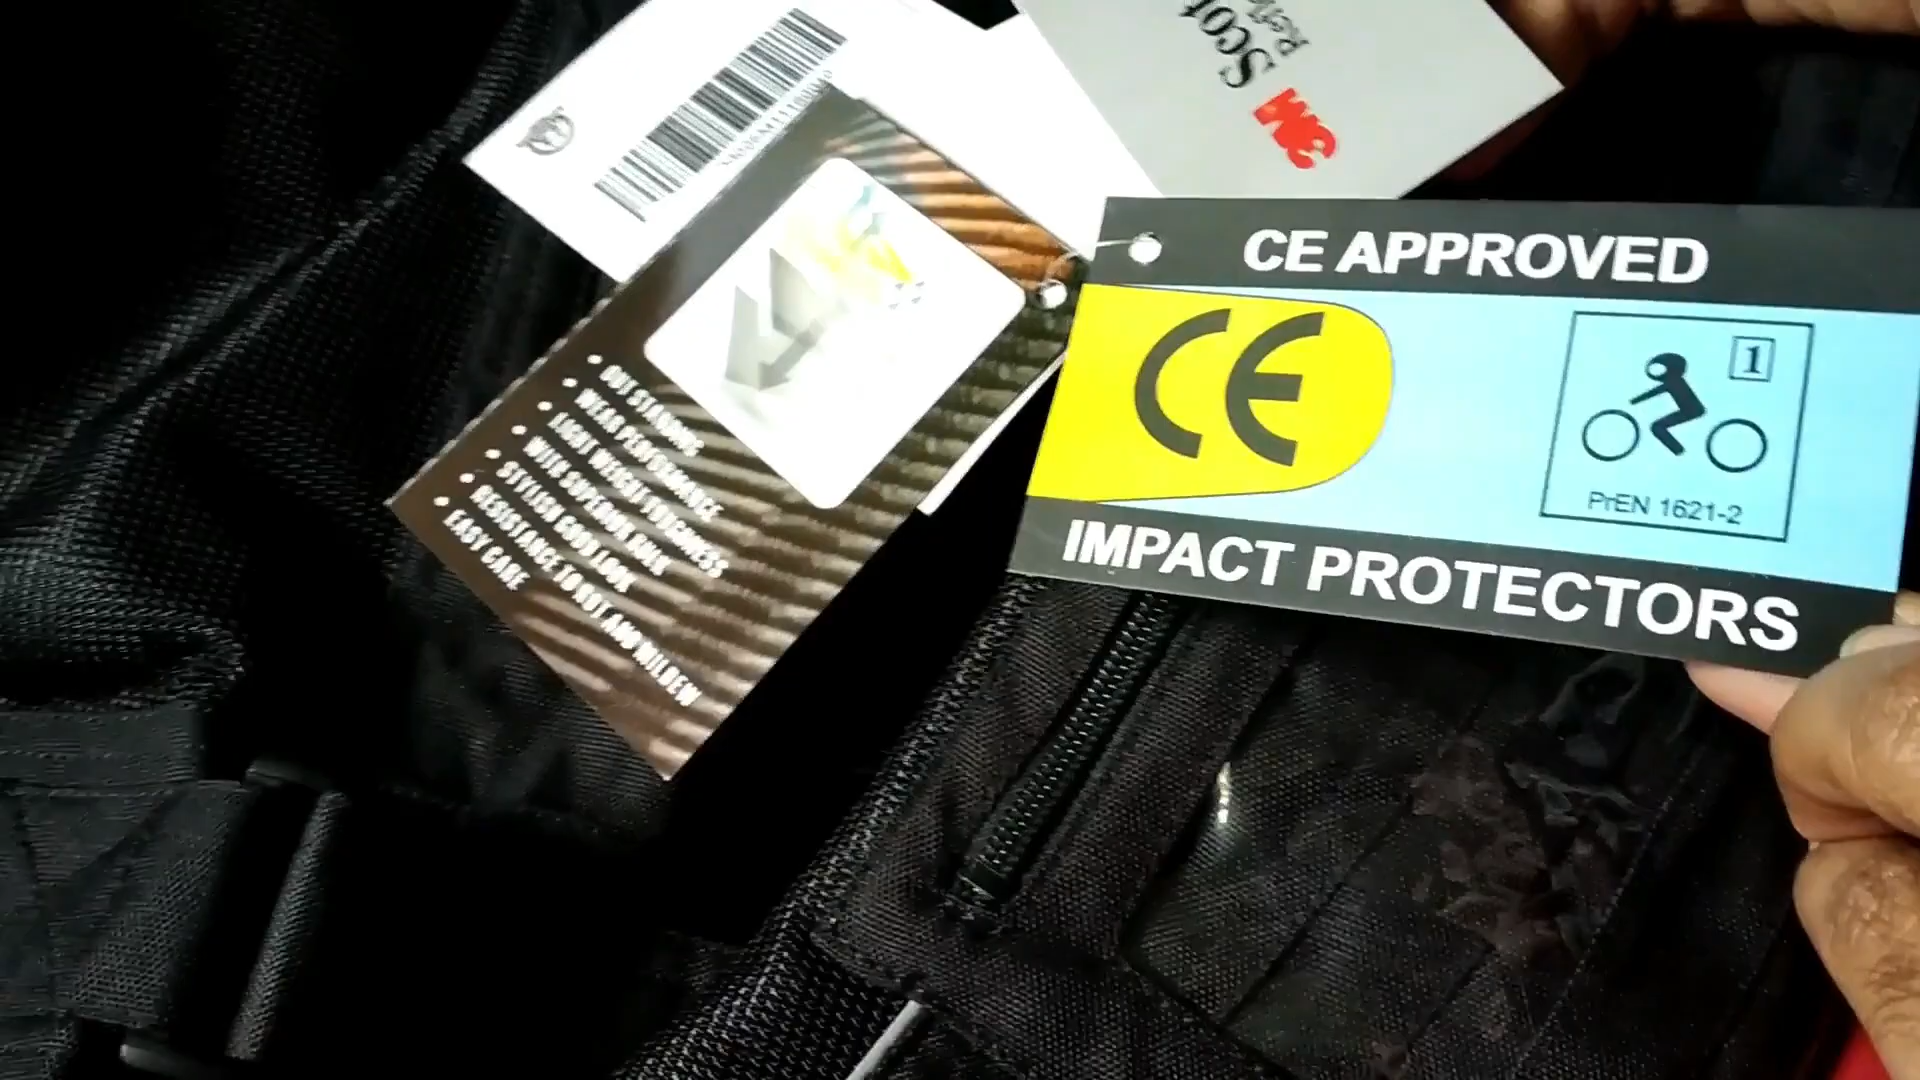 Scot
Refle
3M
CE APPROVED
CE
1
PrEN 1621-2
IMPACT PROTECTORS
OUT STANDING
WEAR PERFORMANCE
LIGHT WEIGHT TOUGHNESS
WITH SUPERIOR
STYLISH GOOD LOOK
RESISTANCE TO ROT AND MILDEW
EASY CARE